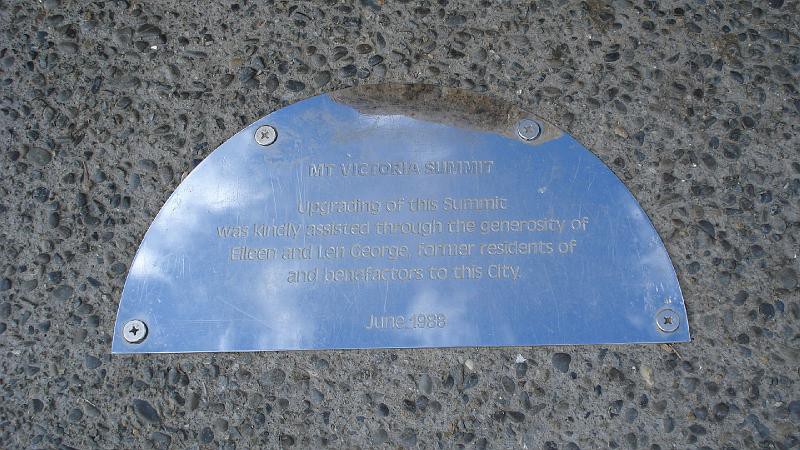 MT VICTORIA SUMMIT
Upgrading of this Summit
was kindly assisted through the generosity of
Eileen and Len George, former residents of
and benefactors to this City.
June 1988